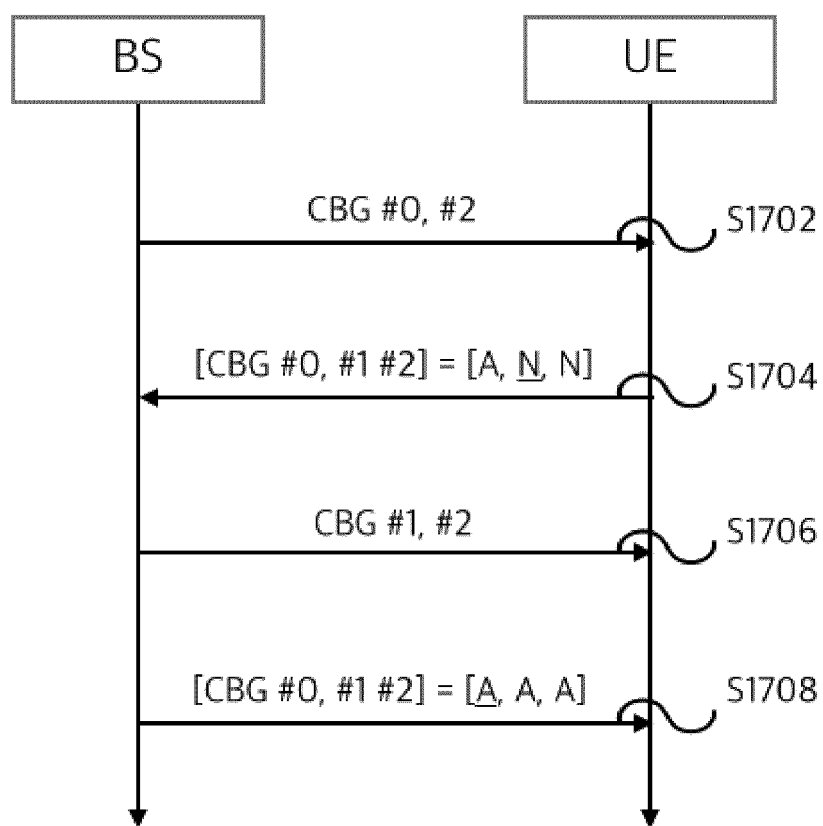 BS
UE
CBG #0, #2
S1702
[CBG #0, #1 #2] = [A, N, N]
S1704
CBG #1, #2
S1706
[CBG #0, #1 #2] = [A, A, A]
S1708